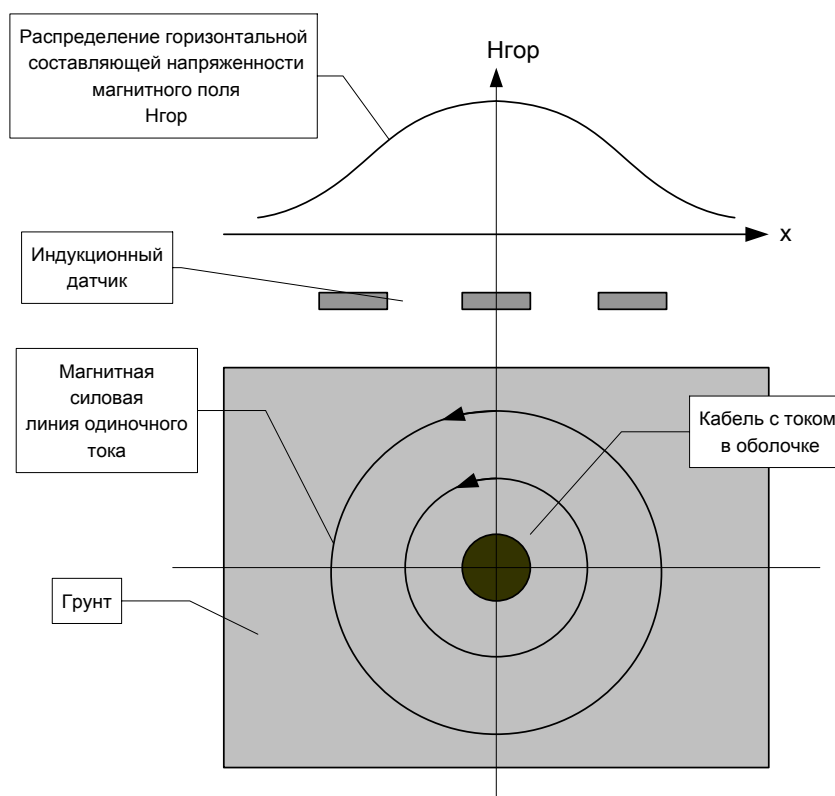 Распределение горизонтальной
составляющей напряженности
магнитного поля
Нгор
Нгор
x
Индукционный
датчик
Магнитная
силовая
линия одиночного
тока
Кабель с током
в оболочке
Грунт